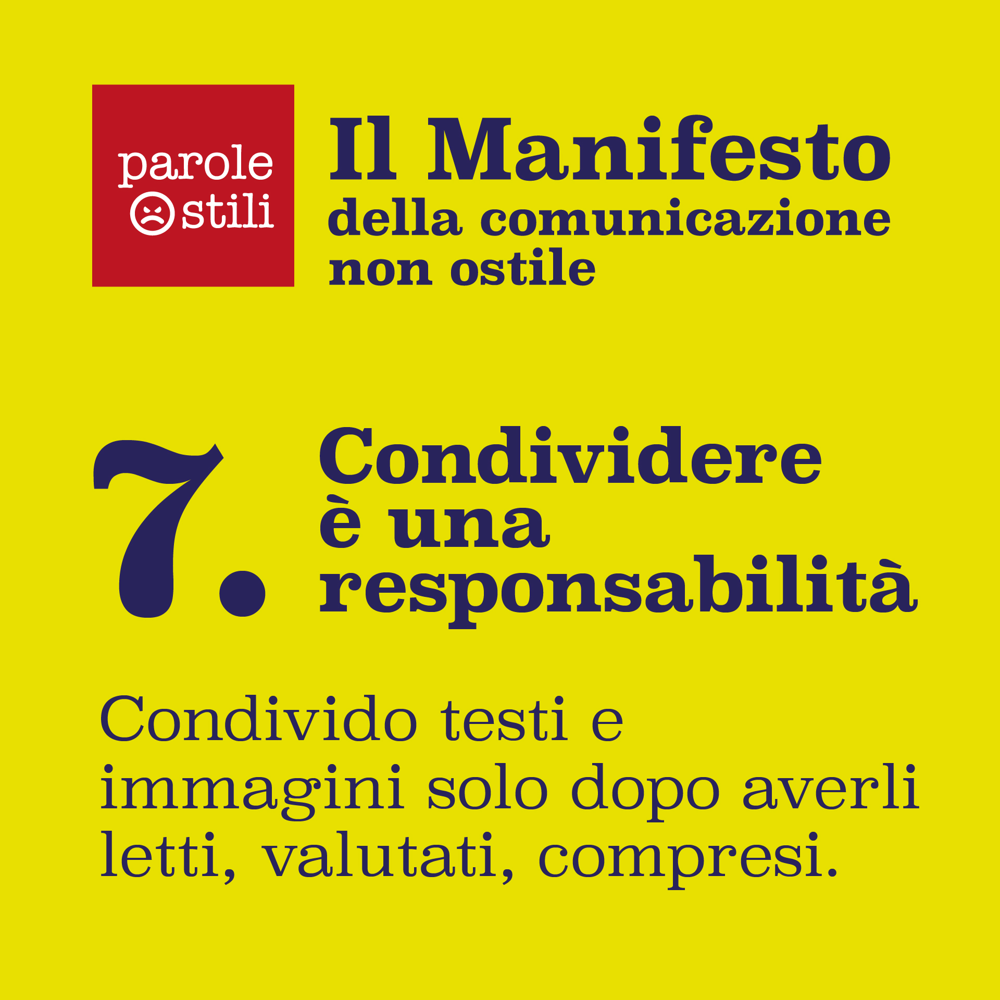 parole
stili
Il Manifesto
della comunicazione
non ostile
7.
Condividere
è una
responsabilità
Condivido testi e
immagini solo dopo averli
letti, valutati, compresi.